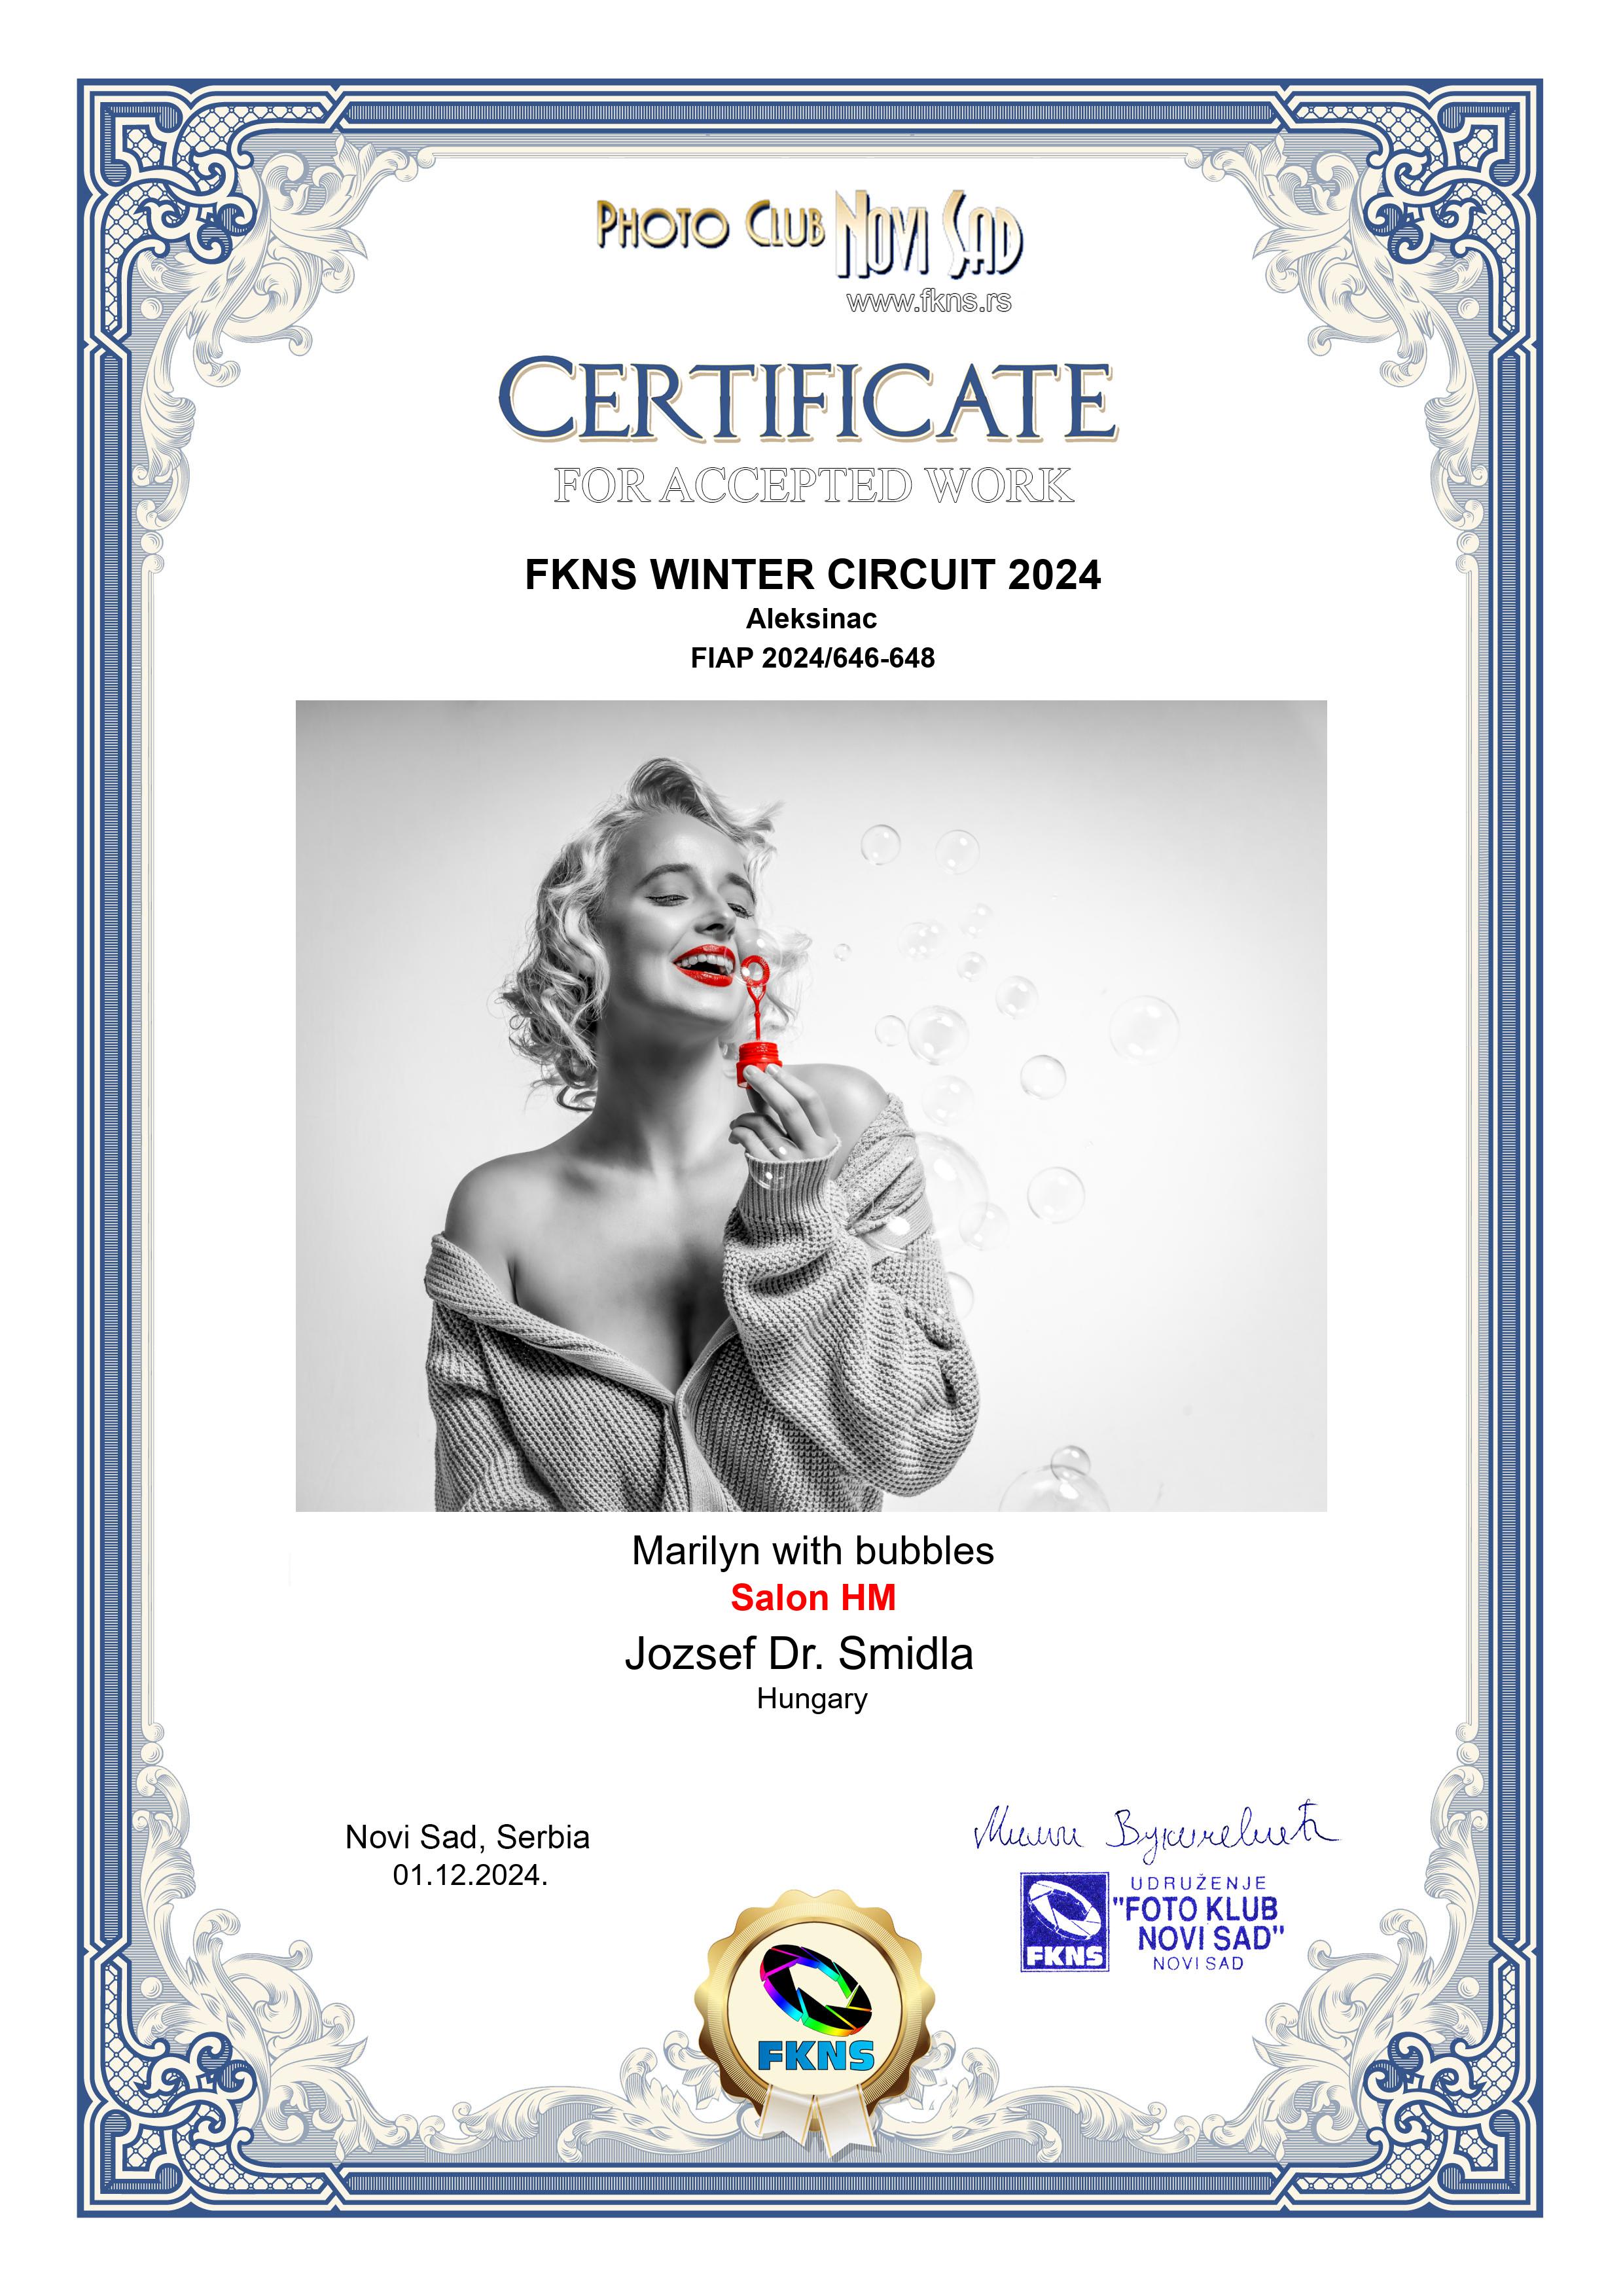 PHOTO CLUB NOVI SAD
www.fkns.rs
CERTIFICATE
FOR ACCEPTED WORK
FKNS WINTER CIRCUIT 2024
Aleksinac
FIAP 2024/646-648
Marilyn with bubbles
Salon HM
Jozsef Dr. Smidla
Hungary
Novi Sad, Serbia
01.12.2024.
UDRUŽENJE
"FOTO KLUB
NOVI SAD"
NOVI SAD
FKNS
FKNS